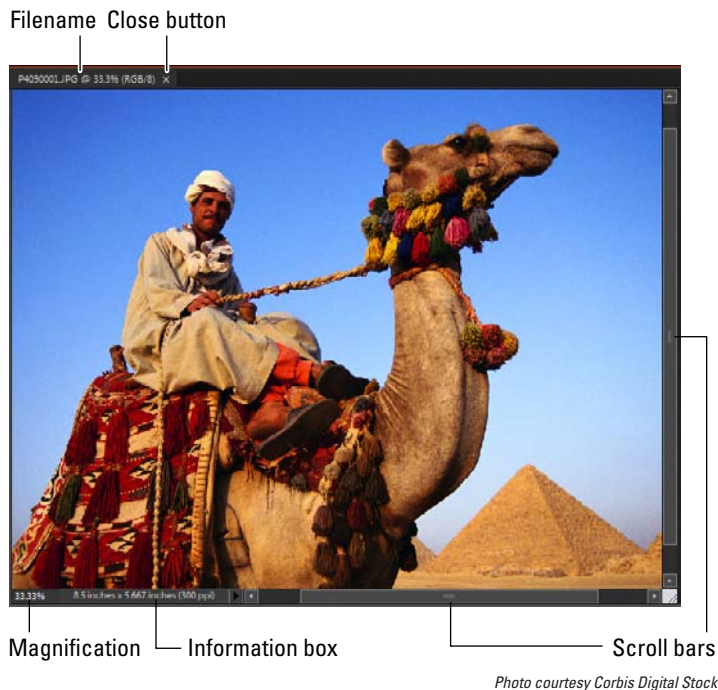 Filename Close button
P4090001.JPG @ 33.3% (RGB/8) ×
33.33% 8.5 inches x 5.667 inches (300 ppi)
Magnification Information box Scroll bars
Photo courtesy Corbis Digital Stock